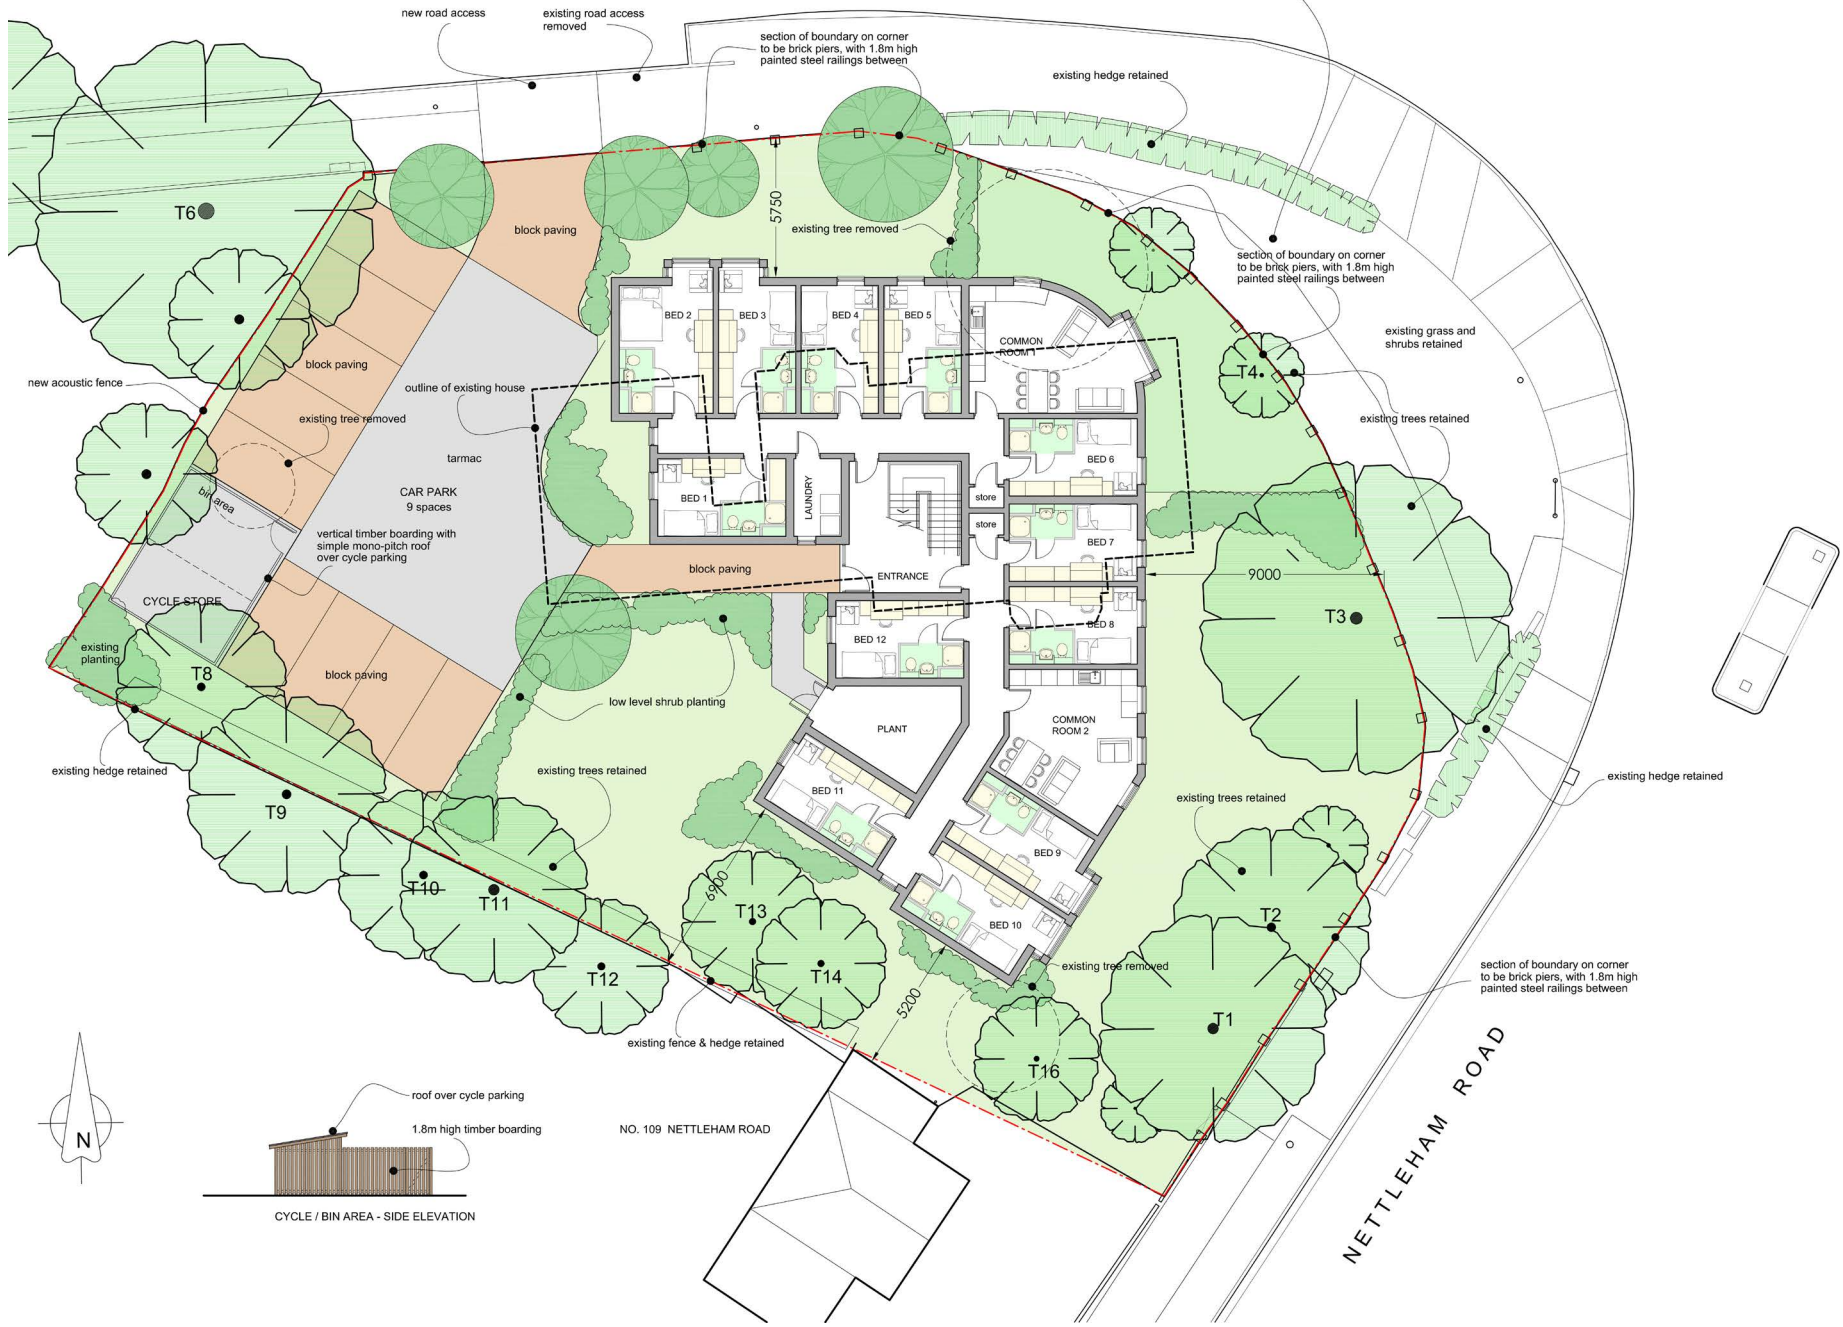 new road access
existing road access
removed
section of boundary on corner
to be brick piers, with 1.8m high
painted steel railings between
existing hedge retained
T6
block paving
5750
existing tree removed
section of boundary on corner
to be brick piers, with 1.8m high
painted steel railings between
BED 2
BED 3
BED 4
BED 5
COMMON
ROOM 1
existing grass and
shrubs retained
block paving
T4
new acoustic fence
outline of existing house
existing tree removed
existing trees retained
tarmac
BED 6
CAR PARK
9 spaces
bin area
BED 1
LAUNDRY
store
store
vertical timber boarding with
simple mono-pitch roof
over cycle parking
BED 7
block paving
ENTRANCE
9000
CYCLE STORE
T3
BED 8
BED 12
existing
planting
T8
block paving
low level shrub planting
PLANT
COMMON
ROOM 2
existing hedge retained
existing trees retained
existing hedge retained
BED 11
existing trees retained
T9
BED 9
T10
T11
6900
T13
T2
BED 10
existing tree removed
section of boundary on corner
to be brick piers, with 1.8m high
painted steel railings between
T12
T14
5200
T1
existing fence & hedge retained
T16
NETTLEHAM ROAD
roof over cycle parking
N
1.8m high timber boarding
NO. 109 NETTLEHAM ROAD
CYCLE / BIN AREA - SIDE ELEVATION